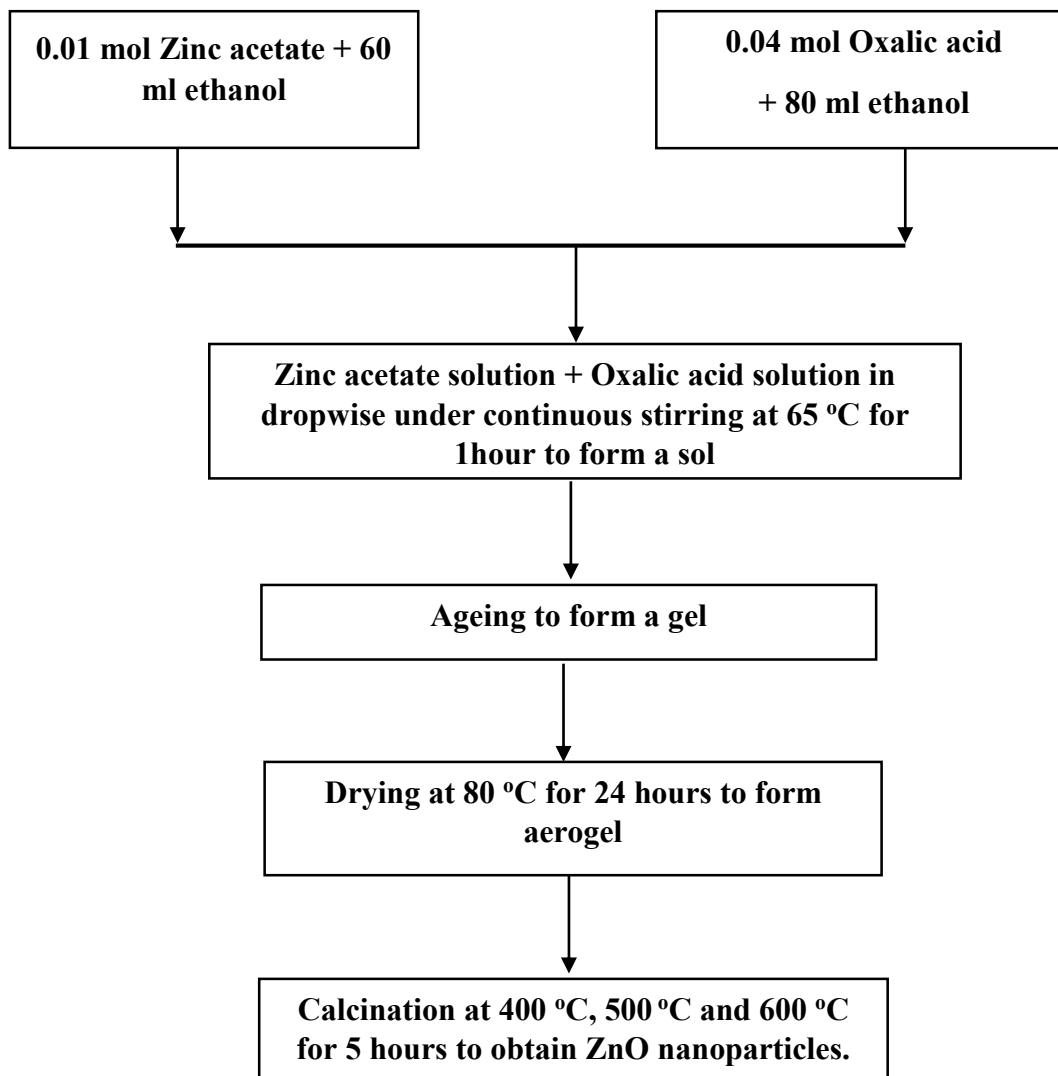 0.01 mol Zinc acetate + 60
ml ethanol
0.04 mol Oxalic acid
+ 80 ml ethanol
Zinc acetate solution + Oxalic acid solution in
dropwise under continuous stirring at 65 ºC for
1hour to form a sol
Ageing to form a gel
Drying at 80 ºC for 24 hours to form
aerogel
Calcination at 400 ºC, 500 ºC and 600 ºC
for 5 hours to obtain ZnO nanoparticles.